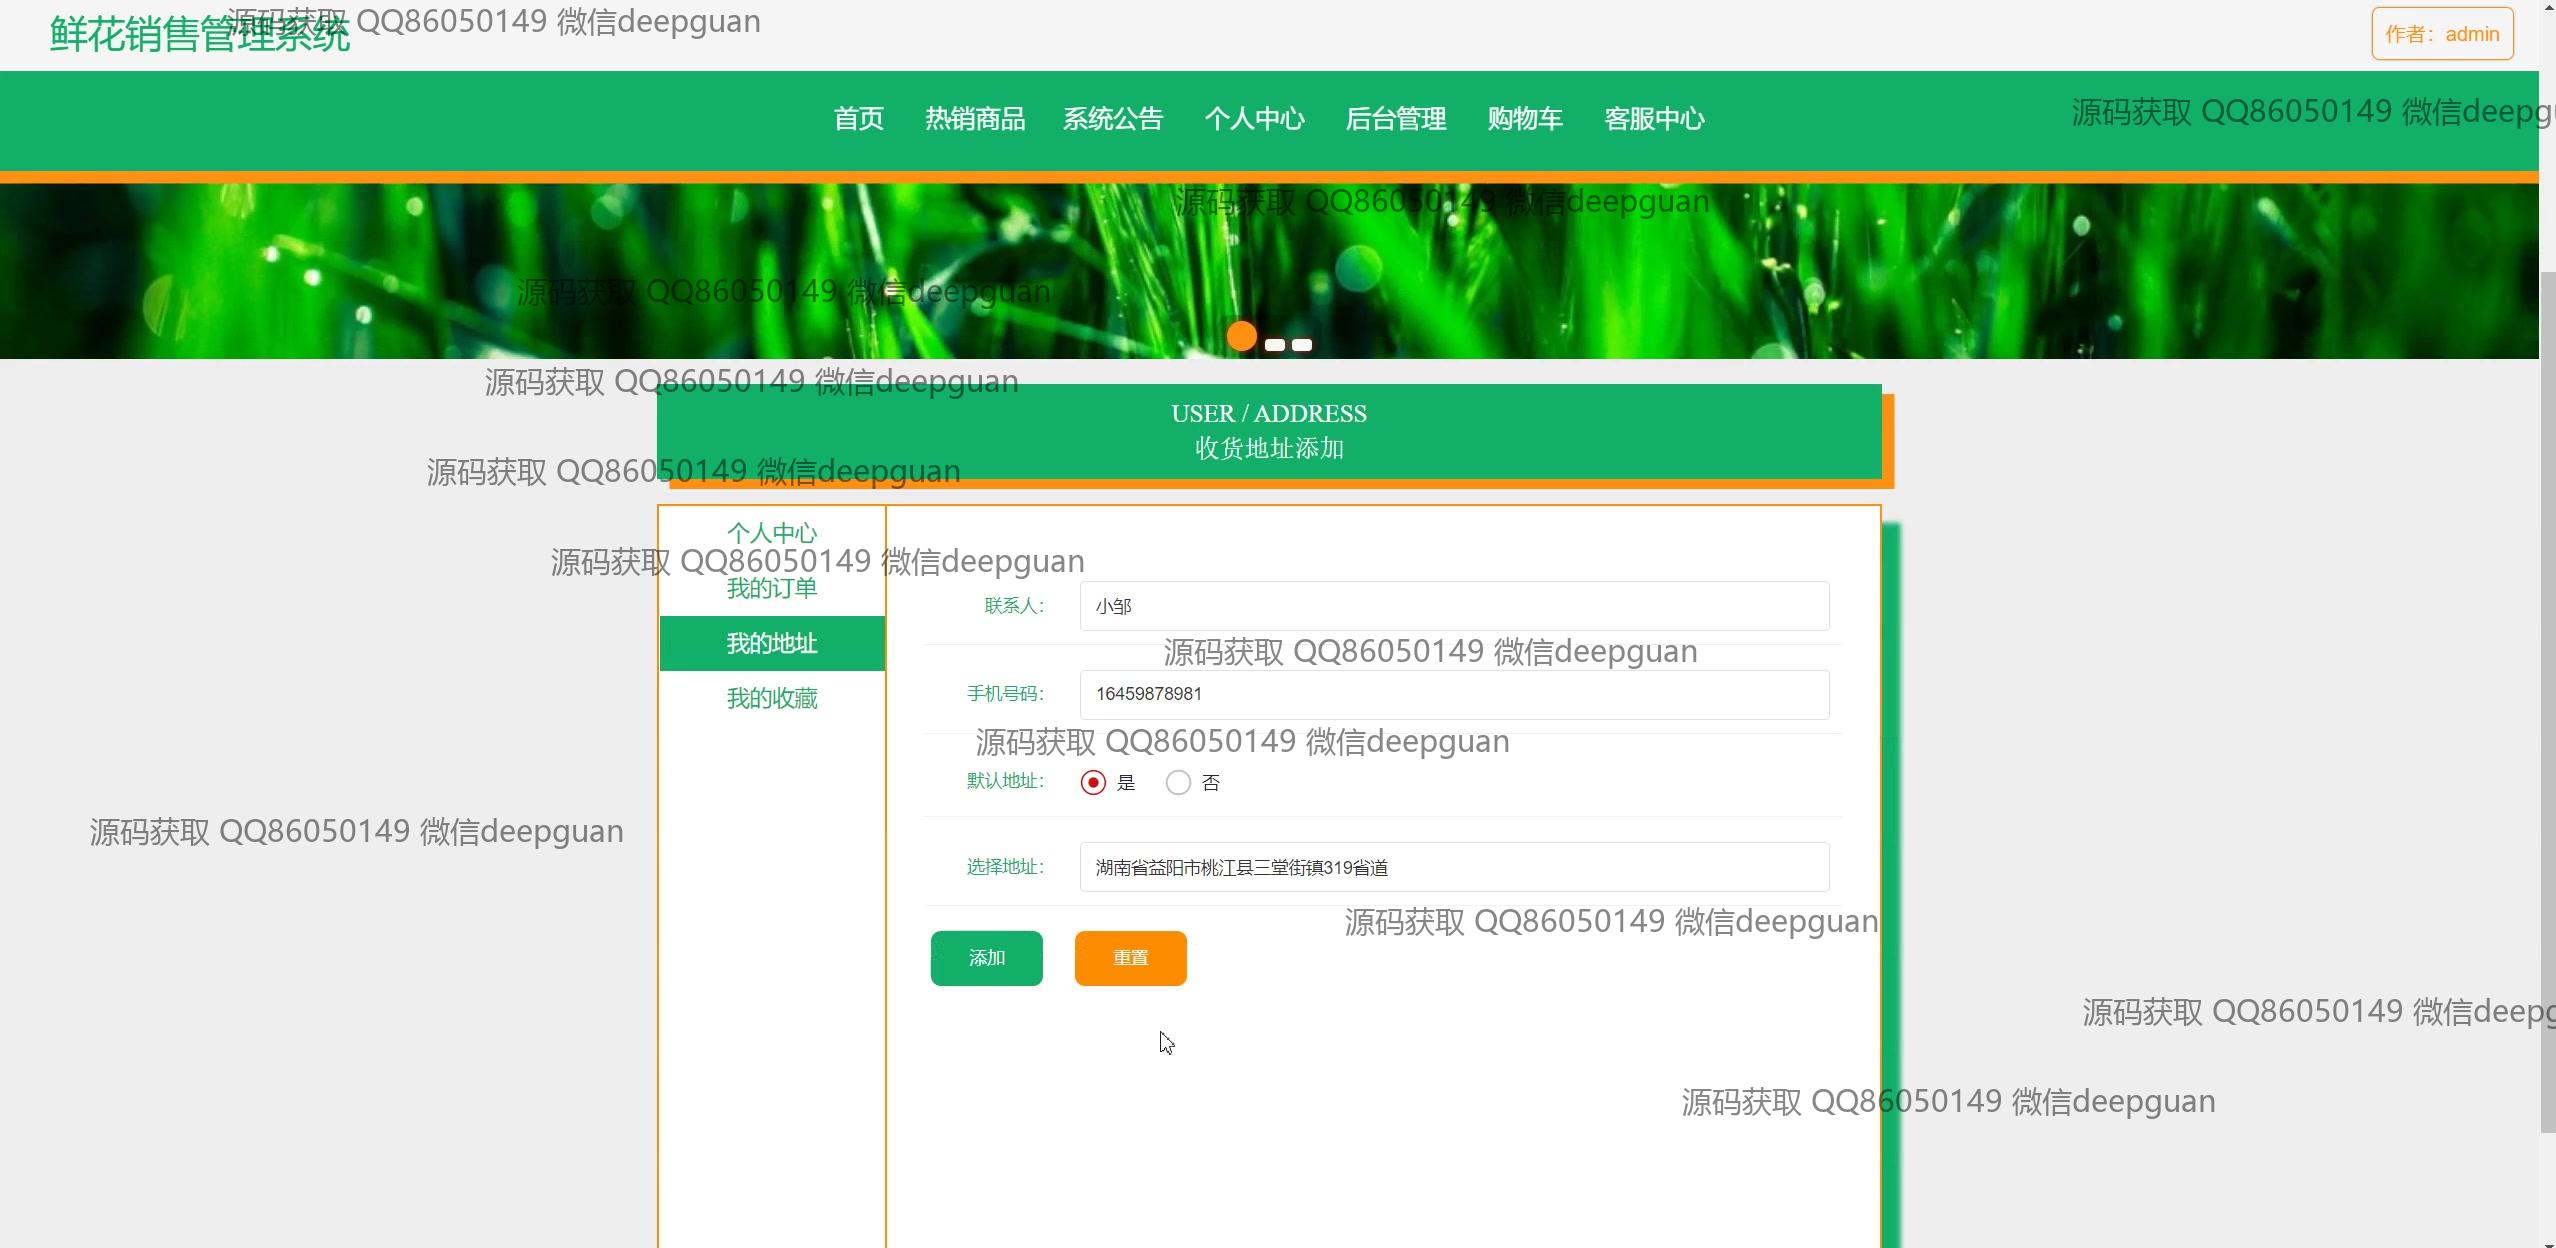 鲜花销售管理系统
源码获取 QQ86050149 微信deepguan
作者：admin
首页 热销商品 系统公告 个人中心 后台管理 购物车 客服中心
源码获取 QQ86050149 微信deepgu
源码获取 QQ86050149 微信deepguan
源码获取 QQ86050149 微信deepguan
源码获取 QQ86050149 微信deepguan
USER / ADDRESS
收货地址添加
源码获取 QQ86050149 微信deepguan
个人中心
源码获取 QQ86050149 微信deepguan
我的订单
我的地址
我的收藏
联系人： 小邹
源码获取 QQ86050149 微信deepguan
手机号码： 16459878981
源码获取 QQ86050149 微信deepguan
默认地址： 是 否
源码获取 QQ86050149 微信deepguan
选择地址： 湖南省益阳市桃江县三堂街镇319省道
源码获取 QQ86050149 微信deepguan
添加 重置
源码获取 QQ86050149 微信deepg
源码获取 QQ86050149 微信deepguan